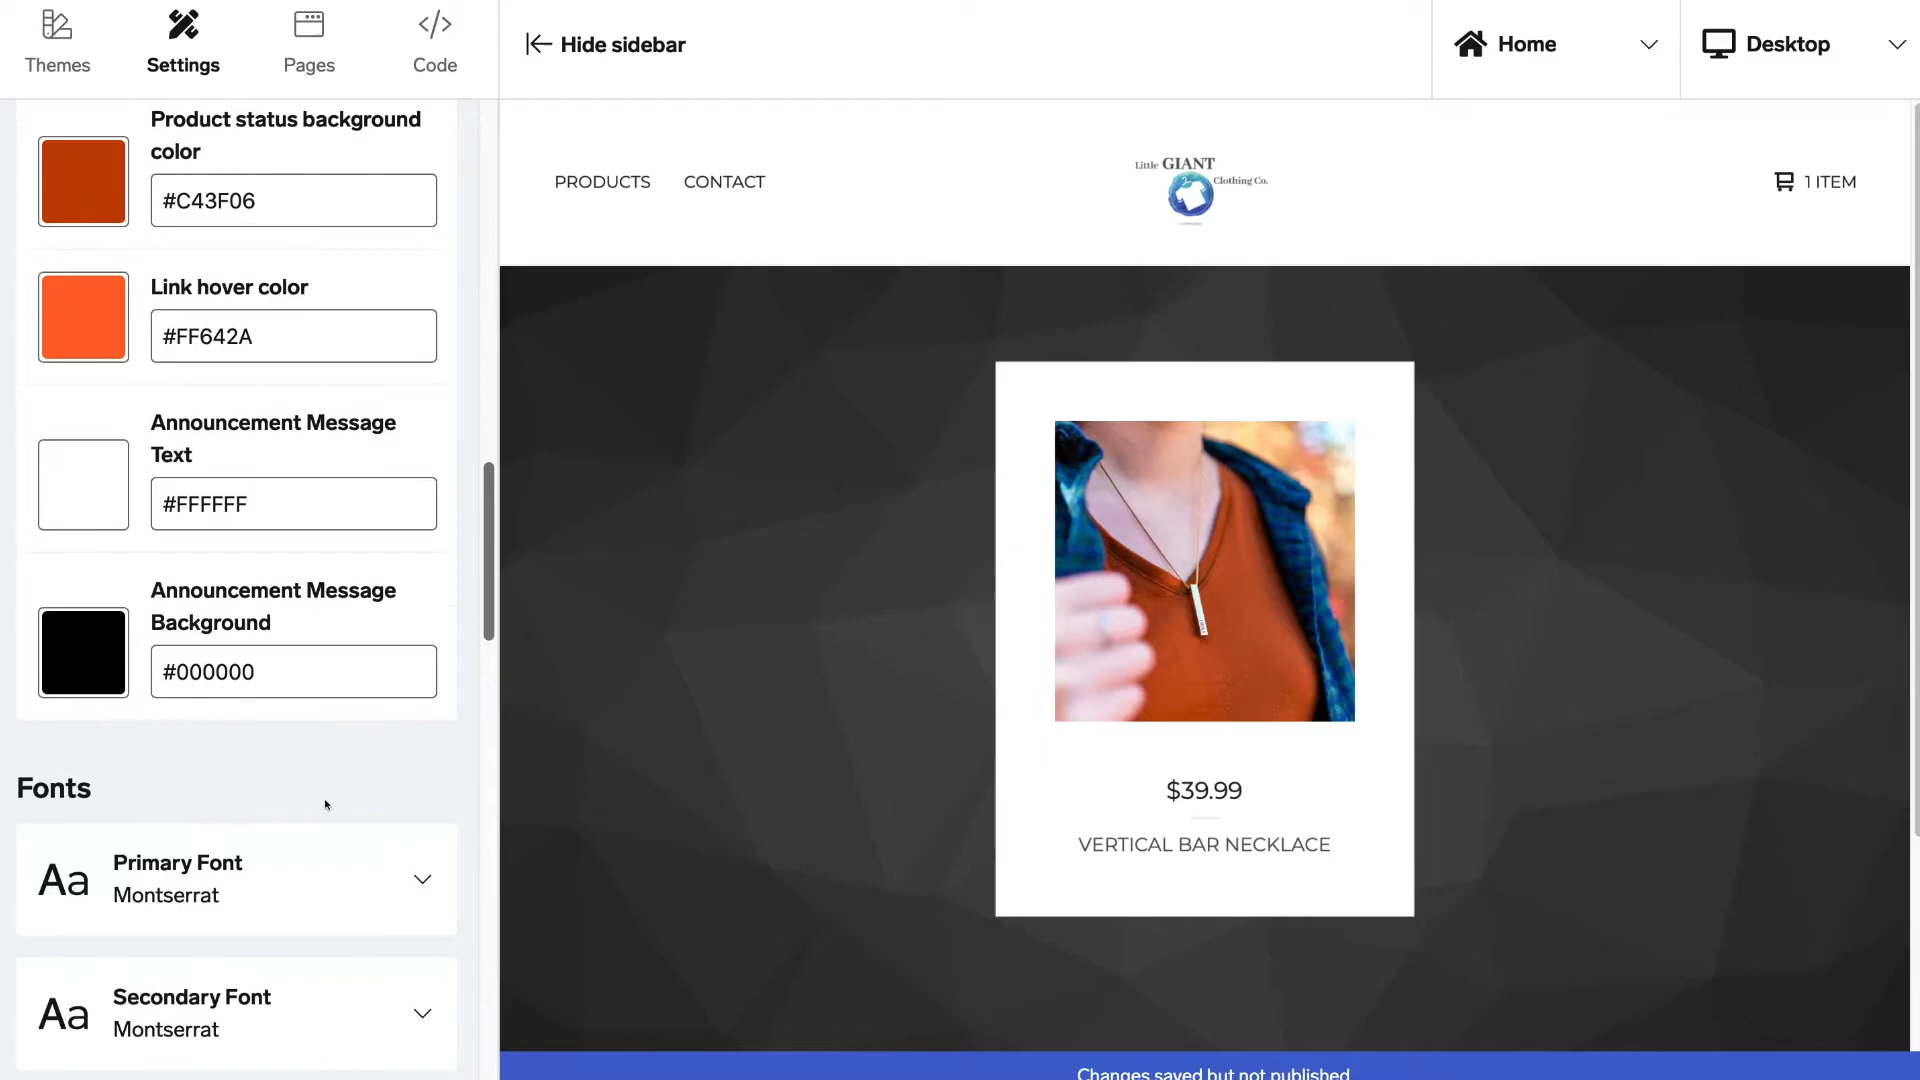 Themes
Settings
Pages
Code
Hide sidebar
Home
Desktop
Product status background
color
#C43F06
Link hover color
#FF642A
Announcement Message
Text
#FFFFFF
Announcement Message
Background
#000000
Fonts
Aa
Primary Font
Montserrat
Aa
Secondary Font
Montserrat
PRODUCTS
CONTACT
Little GIANT
Clothing Co.
1 ITEM
$39.99
VERTICAL BAR NECKLACE
Changes saved but not published